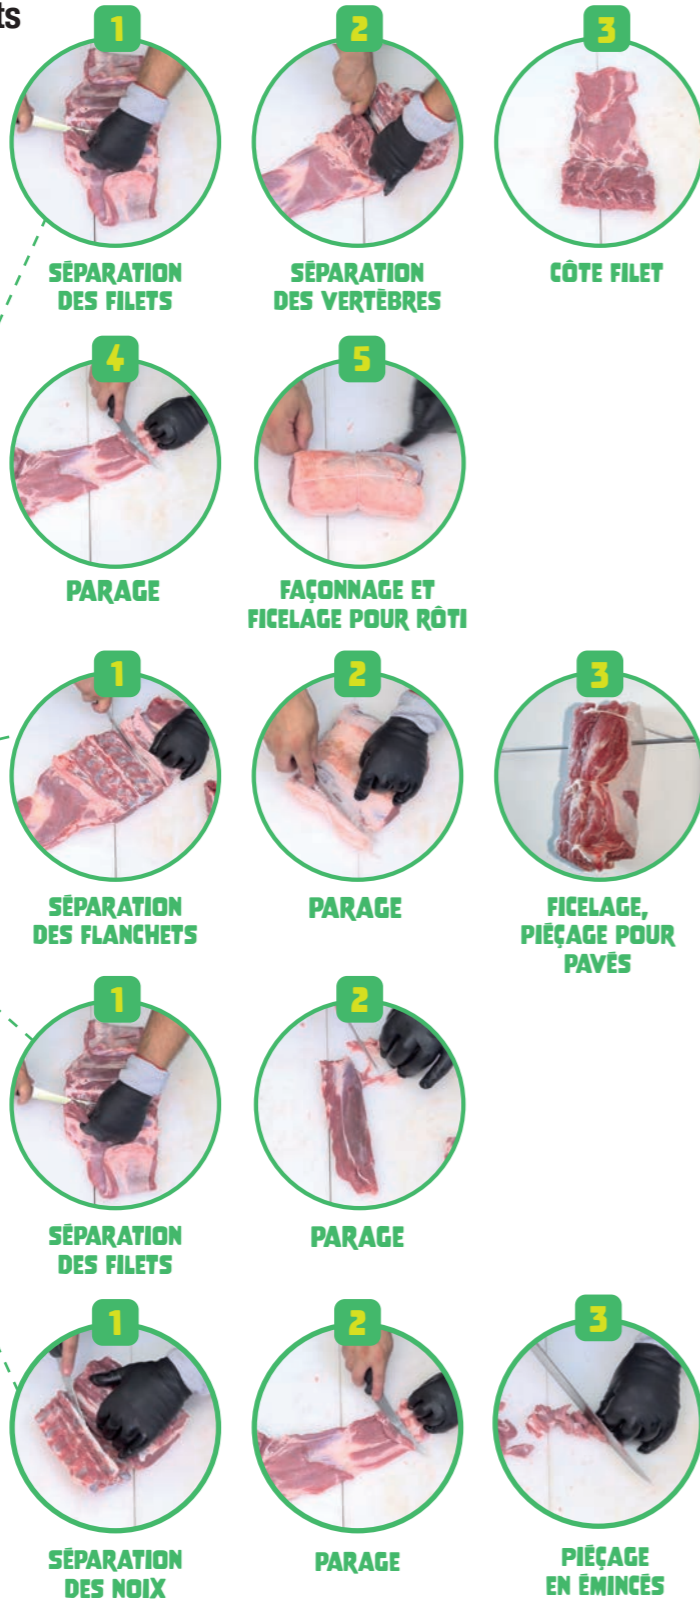 ts
1
2
3
SÉPARATION
DES FILETS
SÉPARATION
DES VERTÈBRES
CÔTE FILET
4
5
PARAGE
FAÇONNAGE ET
FICELAGE POUR RÔTI
1
2
3
SÉPARATION
DES FLANCHETS
PARAGE
FICELAGE,
PIÉÇAGE POUR
PAVÉS
1
2
SÉPARATION
DES FILETS
PARAGE
1
2
3
SÉPARATION
DES NOIX
PARAGE
PIÉÇAGE
EN ÉMINCÉS